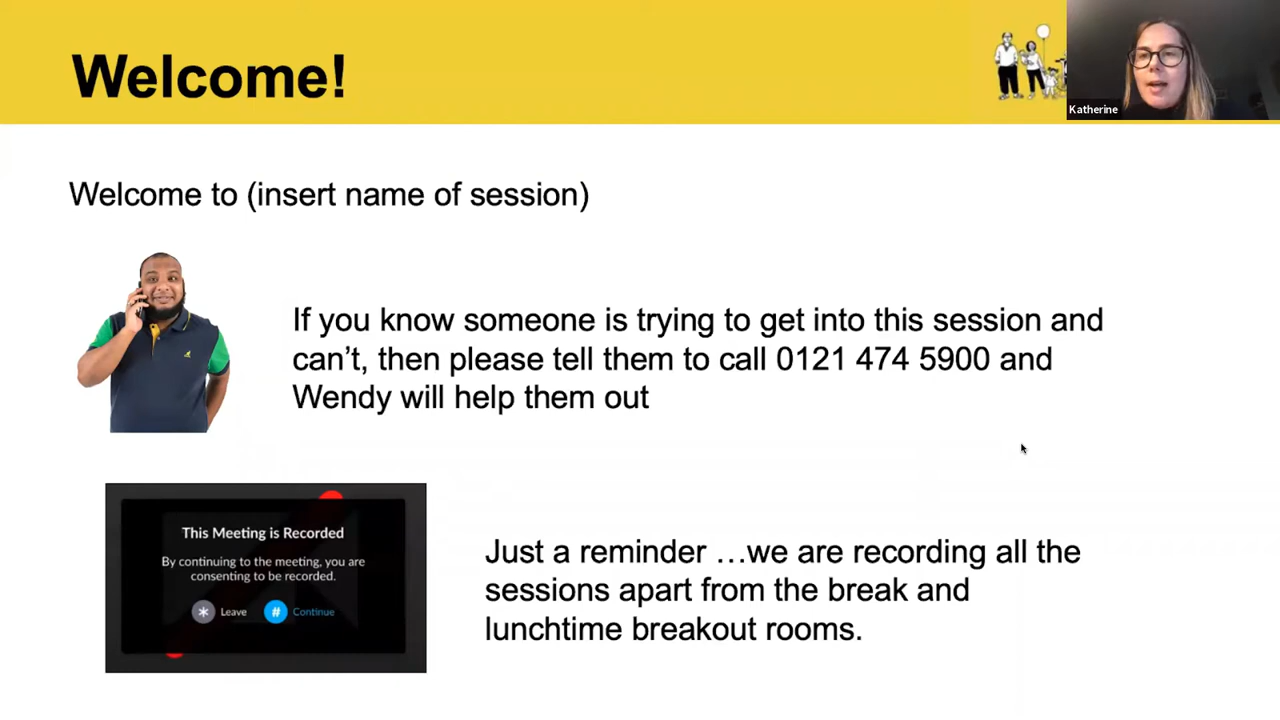 Welcome!
Katherine
Welcome to (insert name of session)
If you know someone is trying to get into this session and
can’t, then please tell them to call 0121 474 5900 and
Wendy will help them out
This Meeting is Recorded
By continuing to the meeting, you are
consenting to be recorded.
* Leave # Continue
Just a reminder …we are recording all the
sessions apart from the break and
lunchtime breakout rooms.